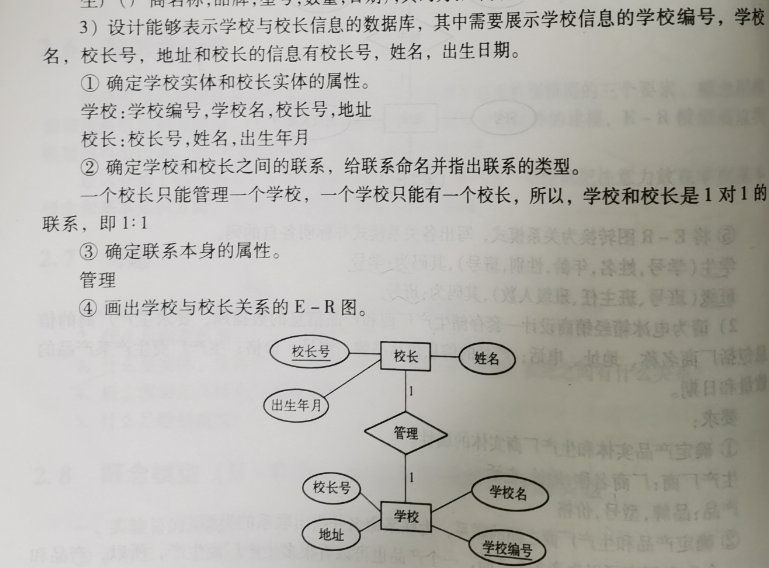 3）设计能够表示学校与校长信息的数据库，其中需要展示学校信息的学校编号，学校
名，校长号，地址和校长的信息有校长号，姓名，出生日期。
① 确定学校实体和校长实体的属性。
学校:学校编号,学校名,校长号,地址
校长:校长号,姓名,出生年月
② 确定学校和校长之间的联系，给联系命名并指出联系的类型。
一个校长只能管理一个学校，一个学校只能有一个校长，所以，学校和校长是1对1的
联系，即1∶1
③ 确定联系本身的属性。
管理
④ 画出学校与校长关系的E－R图。
校长号
校长
姓名
出生年月
1
管理
1
校长号
学校
学校名
地址
学校编号